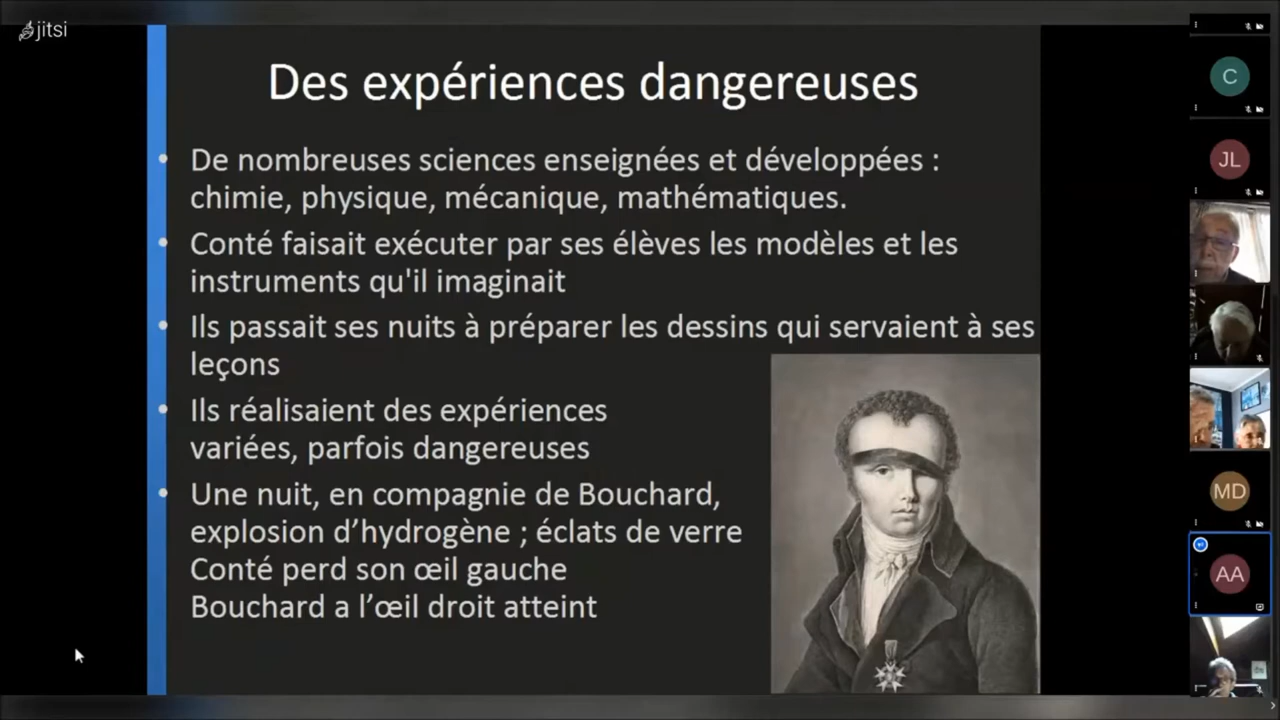 jitsi
Des expériences dangereuses
• De nombreuses sciences enseignées et développées :
chimie, physique, mécanique, mathématiques.
• Conté faisait exécuter par ses élèves les modèles et les
instruments qu'il imaginait
• Ils passait ses nuits à préparer les dessins qui servaient à ses
leçons
• Ils réalisaient des expériences
variées, parfois dangereuses
• Une nuit, en compagnie de Bouchard,
explosion d’hydrogène ; éclats de verre
Conté perd son œil gauche
Bouchard a l’œil droit atteint
C
JL
MD
AA